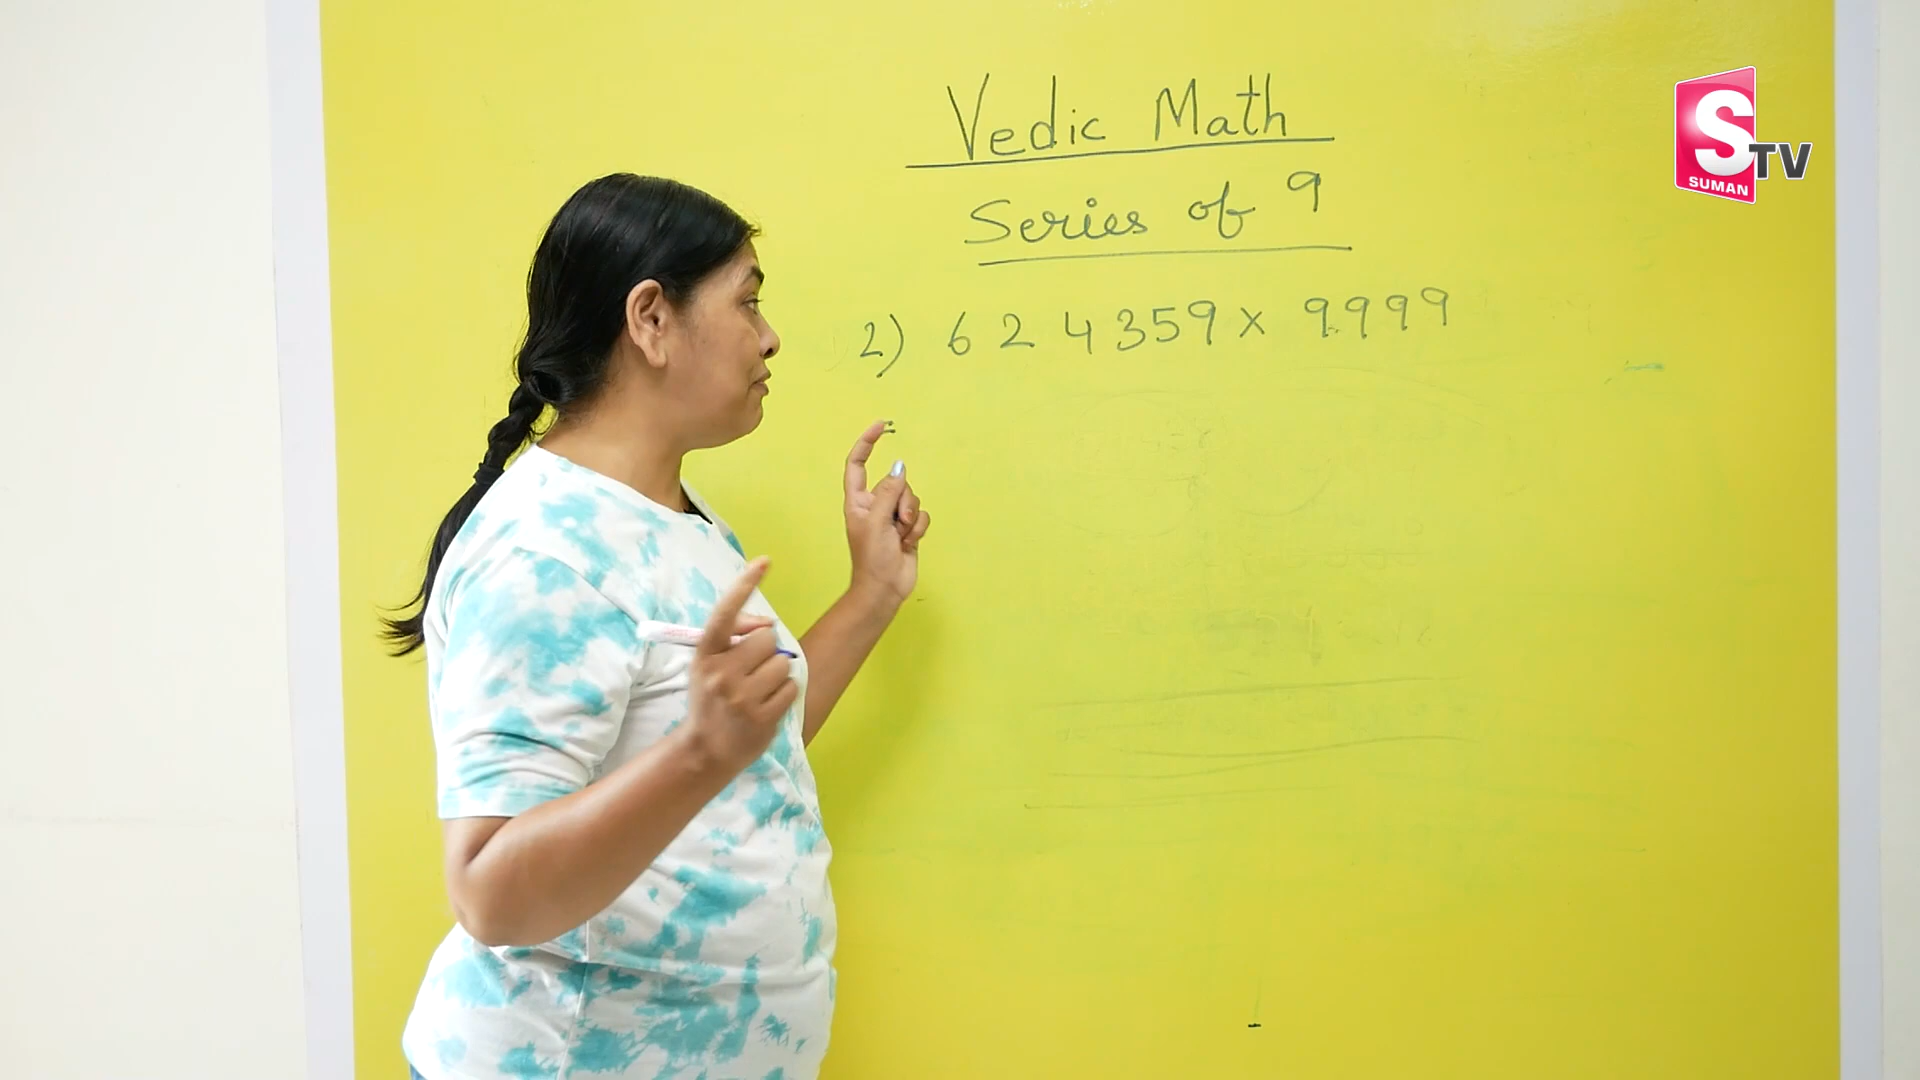 Vedic Math
Series of 9
2) 624359 x 9999
S TV
SUMAN